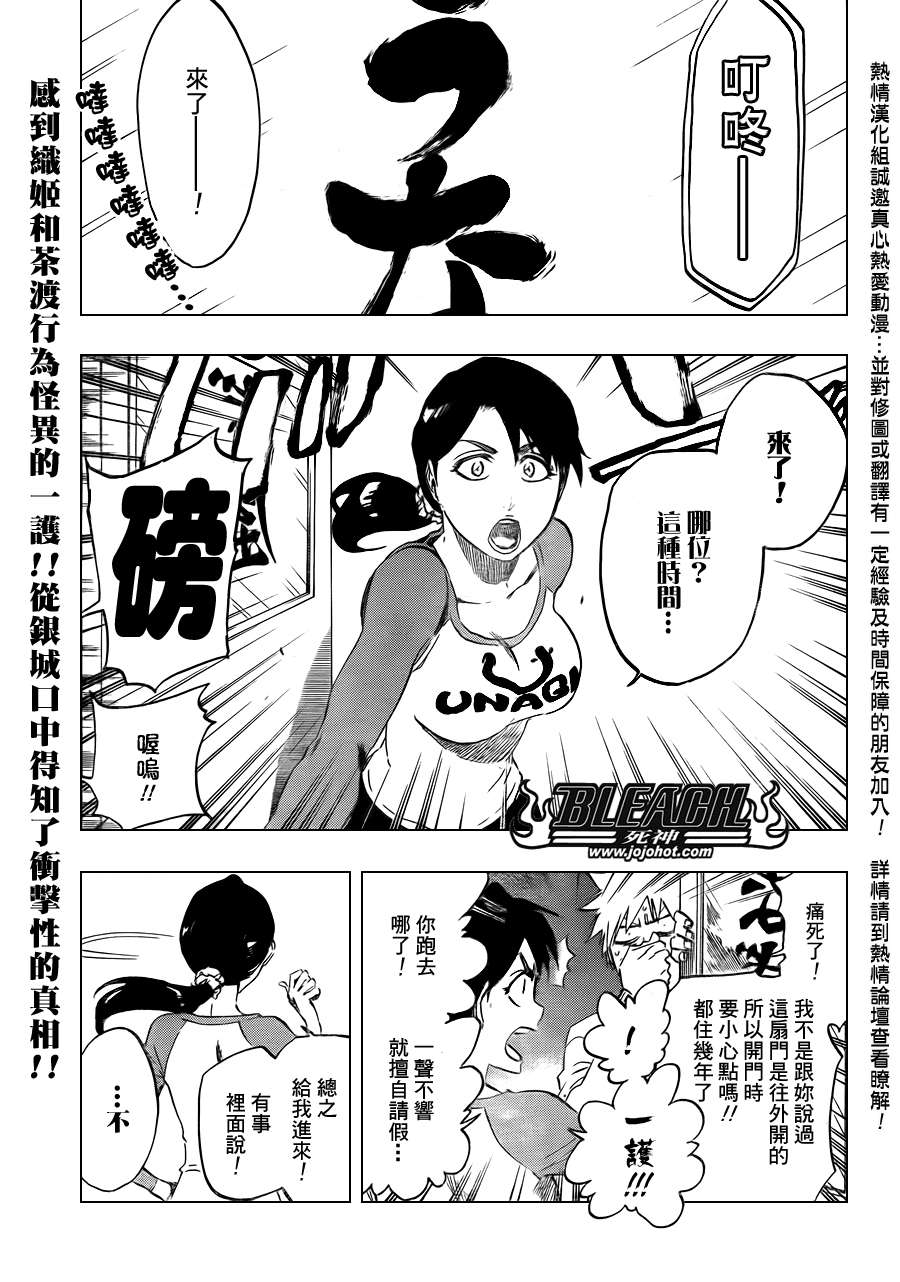 熱情漢化組誠邀真心熱愛動漫…並對修圖或翻譯有一定經驗及時間保障的朋友加入！ 詳情請到熱情論壇查看瞭解！
叮咚——
來了——！
噠噠噠噠噠噠…
來了！
哪位？
這種時間…
UNAGI
磅
喔嗚!!
BLEACH
死神
www.jojohot.com
痛死了！
我不是跟妳說過
這扇門是往外開的
所以開門時
要小心點嗎!!
都住幾年了
！
一護!!!
你跑去
哪了！
一聲不響
就擅自請假…
總之
給我進來！
有事
裡面說！
…不
感到織姬和茶渡行為怪異的一護!!從銀城口中得知了衝擊性的真相!!